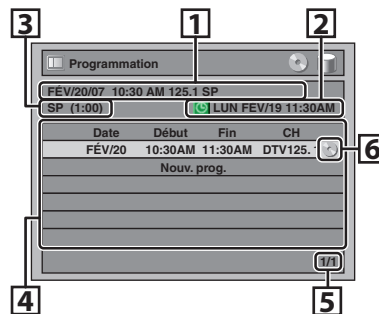 3 1 2
Programmation
FÉV/20/07 10:30 AM 125.1 SP
SP (1:00) LUN FEV/19 11:30AM
Date Début Fin CH
FÉV/20 10:30AM 11:30AM DTV125. 6
Nouv. prog.
1/1
4 5